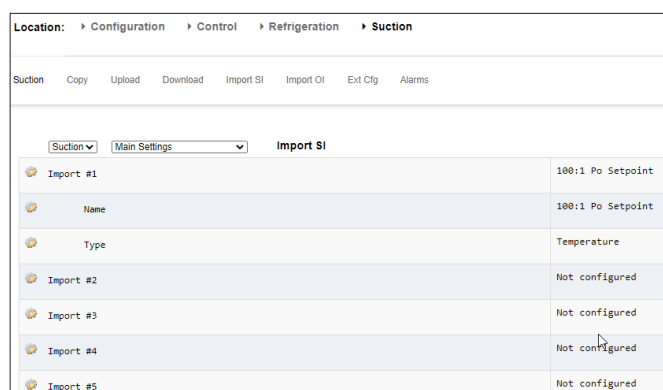 Location: Configuration Control Refrigeration Suction
Suction Copy Upload Download Import SI Import OI Ext Cfg Alarms
Suction Main Settings Import SI
Import #1 100:1 Po Setpoint
Name 100:1 Po Setpoint
Type Temperature
Import #2 Not configured
Import #3 Not configured
Import #4 Not configured
Import #5 Not configured